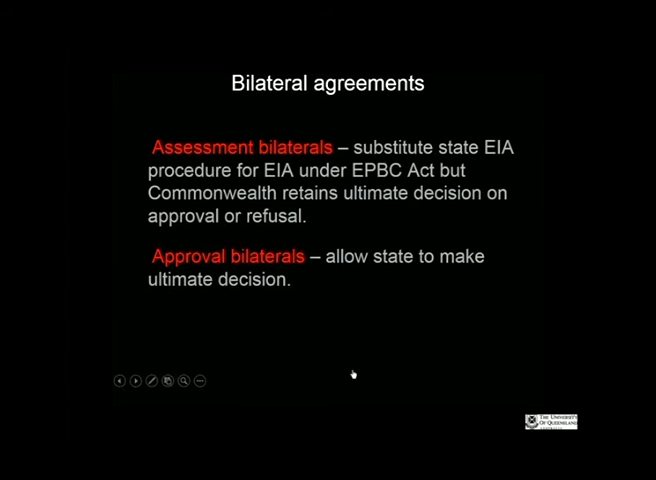 Bilateral agreements
Assessment bilaterals – substitute state EIA
procedure for EIA under EPBC Act but
Commonwealth retains ultimate decision on
approval or refusal.
Approval bilaterals – allow state to make
ultimate decision.
THE UNIVERSITY
OF QUEENSLAND